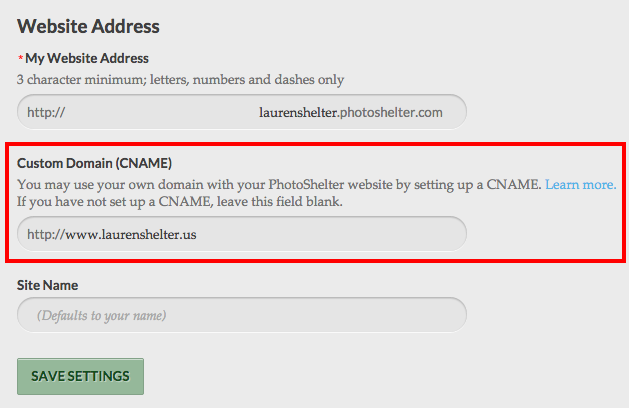 Website Address
* My Website Address
3 character minimum; letters, numbers and dashes only
http:// laurenshelter.photoshelter.com
Custom Domain (CNAME)
You may use your own domain with your PhotoShelter website by setting up a CNAME. Learn more.
If you have not set up a CNAME, leave this field blank.
http://www.laurenshelter.us
Site Name
(Defaults to your name)
SAVE SETTINGS